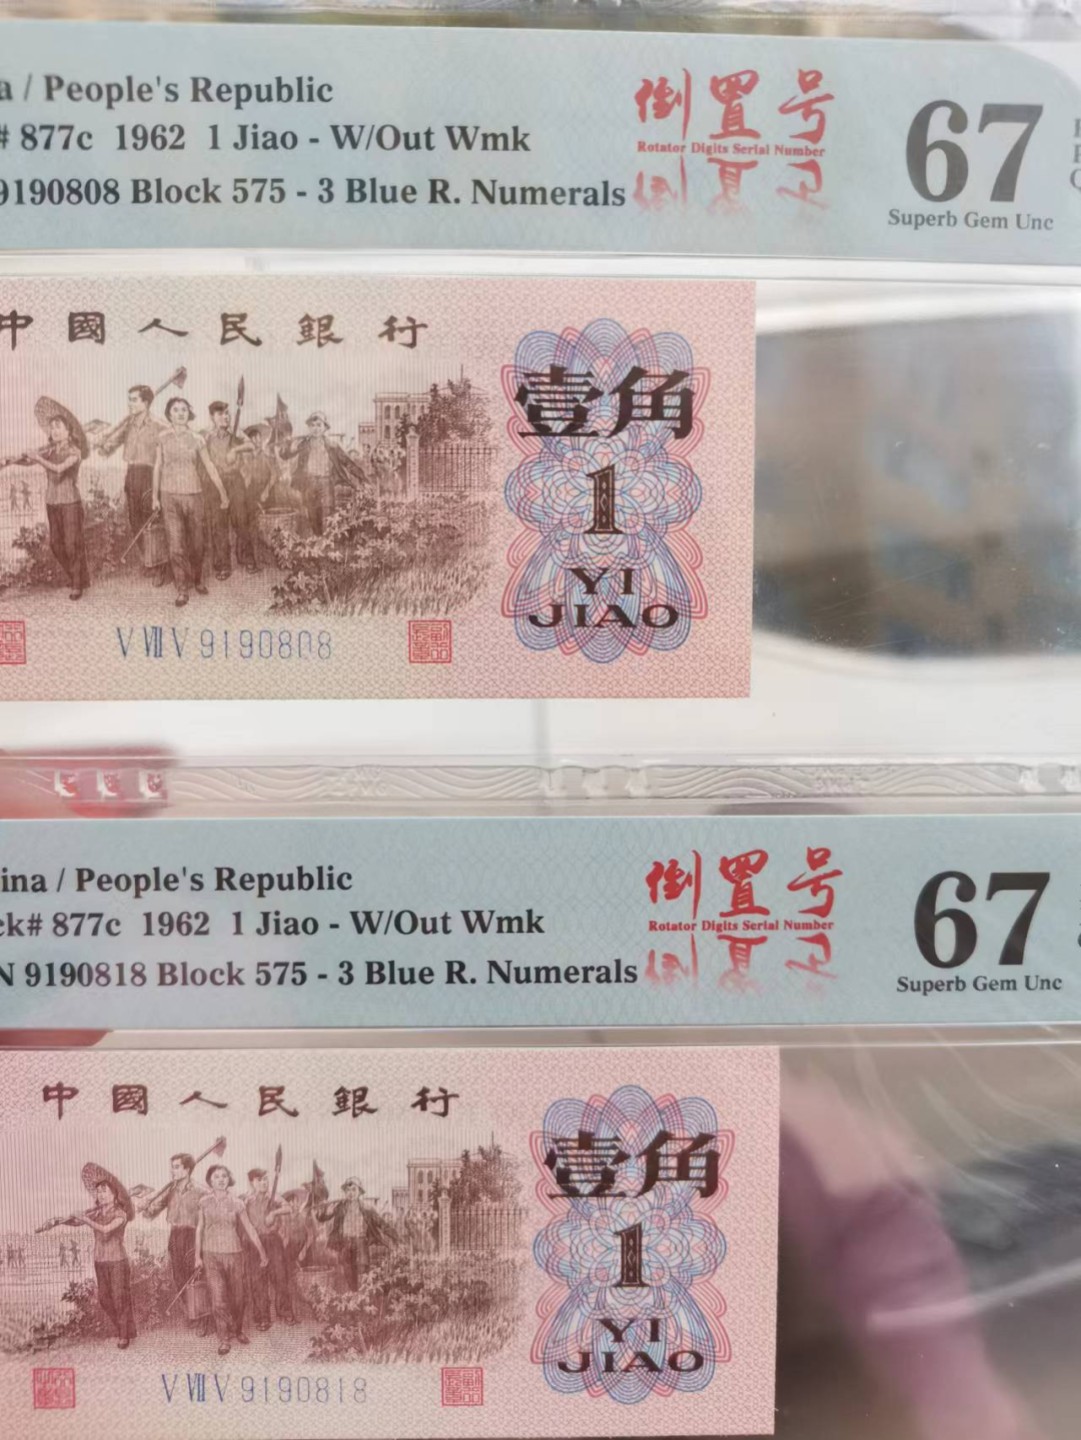 a / People's Republic
# 877c 1962 1 Jiao - W/Out Wmk
9190808 Block 575 - 3 Blue R. Numerals
倒置号
Rotator Digits Serial Number
67
Superb Gem Unc
中國人民銀行
壹角
1
YI
JIAO
V VII V 9190808
ina / People's Republic
ck# 877c 1962 1 Jiao - W/Out Wmk
N 9190818 Block 575 - 3 Blue R. Numerals
倒置号
Rotator Digits Serial Number
67
Superb Gem Unc
中國人民銀行
壹角
1
YI
JIAO
V VII V 9190818